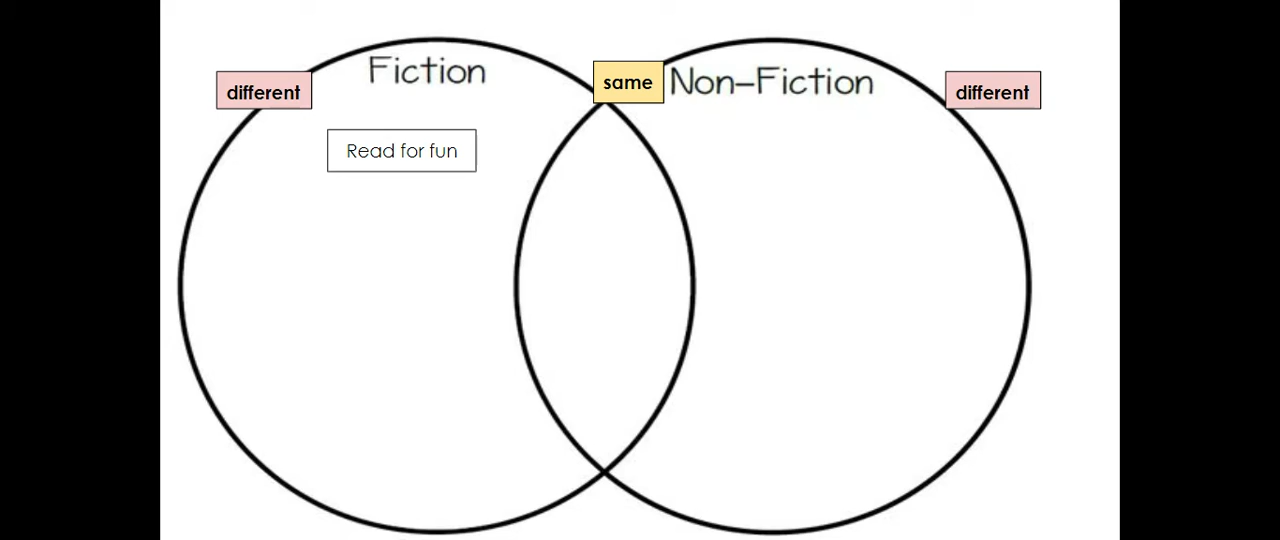 Fiction
Non-Fiction
different
same
different
Read for fun